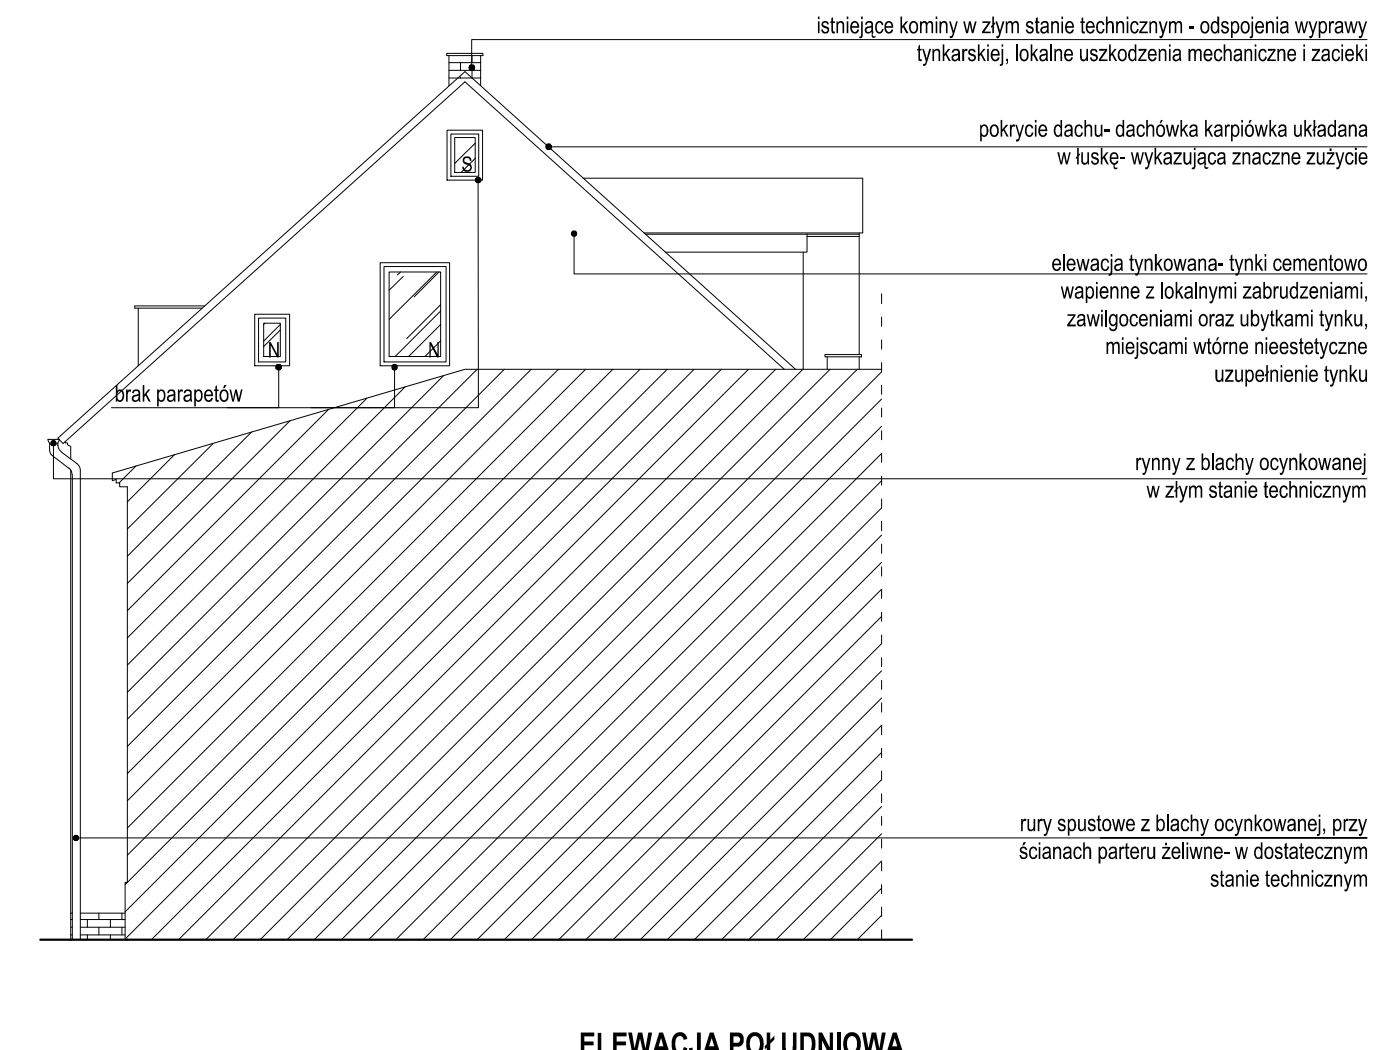 istniejące kominy w złym stanie technicznym - odspojenia wyprawy
tynkarskiej, lokalne uszkodzenia mechaniczne i zacieki
pokrycie dachu- dachówka karpiówka układana
w łuskę- wykazująca znaczne zużycie
S
elewacja tynkowana- tynki cementowo
wapienne z lokalnymi zabrudzeniami,
zawilgoceniami oraz ubytkami tynku,
miejscami wtórne nieestetyczne
uzupełnienie tynku
N
N
brak parapetów
rynny z blachy ocynkowanej
w złym stanie technicznym
rury spustowe z blachy ocynkowanej, przy
ścianach parteru żeliwne- w dostatecznym
stanie technicznym
ELEWACJA POŁUDNIOWA